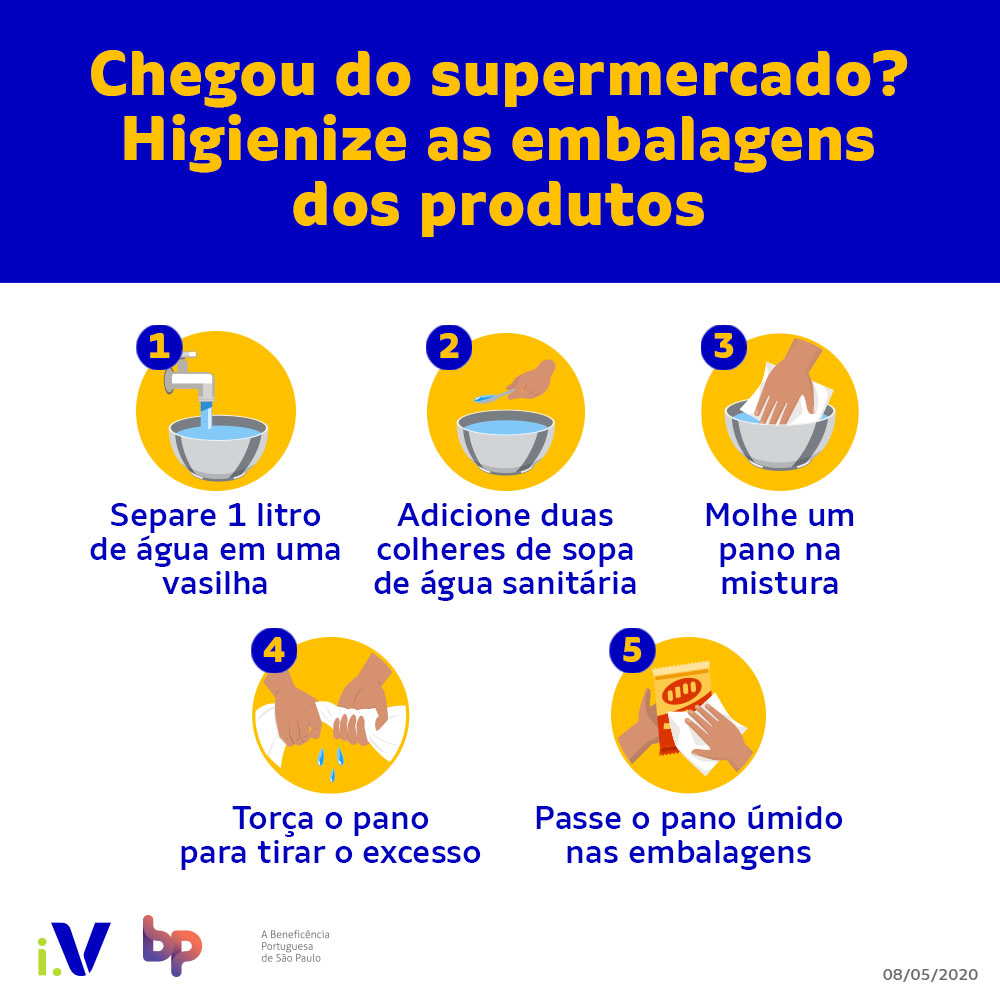 Chegou do supermercado?
Higienize as embalagens
dos produtos
1
Separe 1 litro
de água em uma
vasilha
2
Adicione duas
colheres de sopa
de água sanitária
3
Molhe um
pano na
mistura
4
Torça o pano
para tirar o excesso
5
Passe o pano úmido
nas embalagens
i.V
bp
A Beneficência
Portuguesa
de São Paulo
08/05/2020